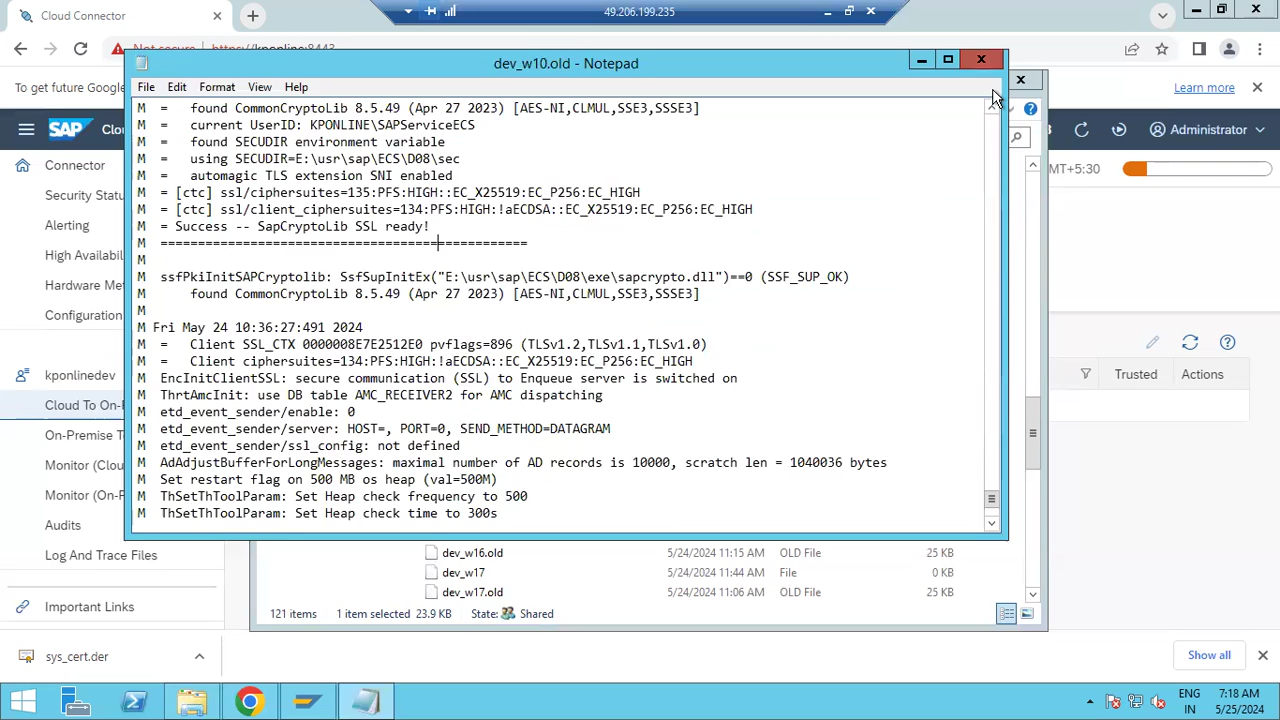 Cloud Connector
49.206.199.235
Not secure
https://kponline:8443
To get future Google
Learn more
dev_w10.old - Notepad
File Edit Format View Help
M = found CommonCryptoLib 8.5.49 (Apr 27 2023) [AES-NI,CLMUL,SSE3,SSSE3]
M = current UserID: KPONLINE\SAPServiceECS
M = found SECUDIR environment variable
M = using SECUDIR=E:\usr\sap\ECS\D08\sec
M = automagic TLS extension SNI enabled
M = [ctc] ssl/ciphersuites=135:PFS:HIGH::EC_X25519:EC_P256:EC_HIGH
M = [ctc] ssl/client_ciphersuites=134:PFS:HIGH:!aECDSA::EC_X25519:EC_P256:EC_HIGH
M = Success -- SapCryptoLib SSL ready!
M =================================================
M
M ssfPkiInitSAPCryptolib: SsfSupInitEx("E:\usr\sap\ECS\D08\exe\sapcrypto.dll")==0 (SSF_SUP_OK)
M found CommonCryptoLib 8.5.49 (Apr 27 2023) [AES-NI,CLMUL,SSE3,SSSE3]
M
M Fri May 24 10:36:27:491 2024
M = Client SSL_CTX 0000008E7E2512E0 pvflags=896 (TLSv1.2,TLSv1.1,TLSv1.0)
M = Client ciphersuites=134:PFS:HIGH:!aECDSA::EC_X25519:EC_P256:EC_HIGH
M EncInitClientSSL: secure communication (SSL) to Enqueue server is switched on
M ThrtAmcInit: use DB table AMC_RECEIVER2 for AMC dispatching
M etd_event_sender/enable: 0
M etd_event_sender/server: HOST=, PORT=0, SEND_METHOD=DATAGRAM
M etd_event_sender/ssl_config: not defined
M AdAdjustBufferForLongMessages: maximal number of AD records is 10000, scratch len = 1040036 bytes
M Set restart flag on 500 MB os heap (val=500M)
M ThSetThToolParam: Set Heap check frequency to 500
M ThSetThToolParam: Set Heap check time to 300s
SAP
Administrator
MT+5:30
Connector
Security Status
Alerting
Hardware Me
Configuration
kponlinedev
Cloud To On-
On-Premise T
Monitor (Cloud
Monitor (On-
Audits
Log And Trace Files
Important Links
Trusted Actions
dev_w16.old 5/24/2024 11:15 AM OLD File 25 KB
dev_w17 5/24/2024 11:44 AM File 0 KB
dev_w17.old 5/24/2024 11:06 AM OLD File 25 KB
121 items 1 item selected 23.9 KB State: Shared
sys_cert.der
Show all
ENG
IN
7:18 AM
5/25/2024